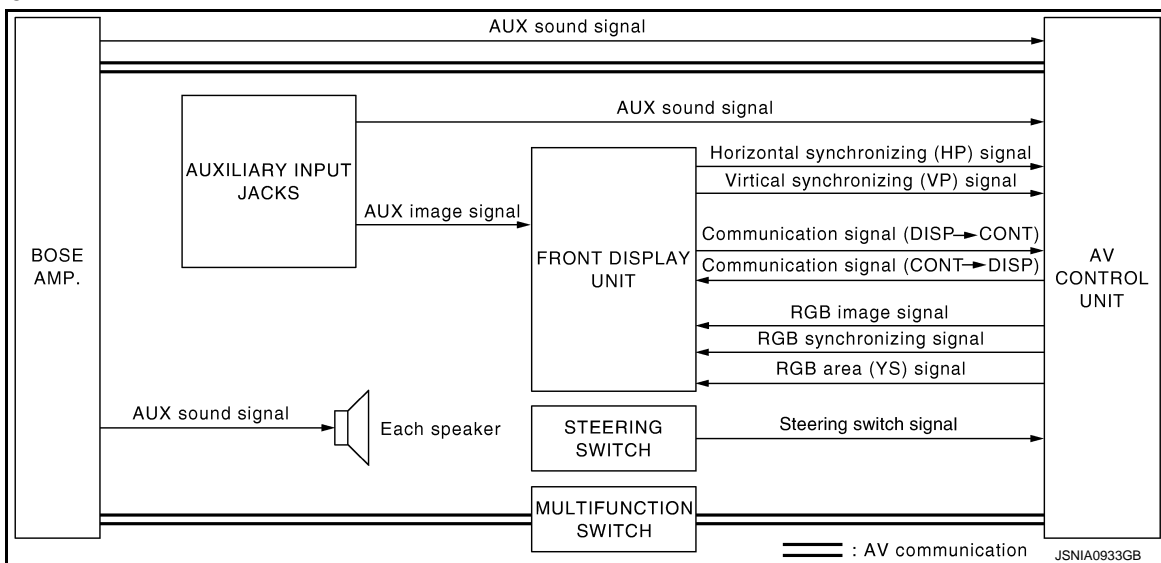 AUX sound signal
AUX sound signal
AUXILIARY INPUT
JACKS
AUX image signal
BOSE
AMP.
FRONT DISPLAY
UNIT
Horizontal synchronizing (HP) signal
Virtical synchronizing (VP) signal
Communication signal (DISP→CONT)
Communication signal (CONT→DISP)
RGB image signal
RGB synchronizing signal
RGB area (YS) signal
AV
CONTROL
UNIT
AUX sound signal
Each speaker
STEERING
SWITCH
Steering switch signal
MULTIFUNCTION
SWITCH
: AV communication
JSNIA0933GB